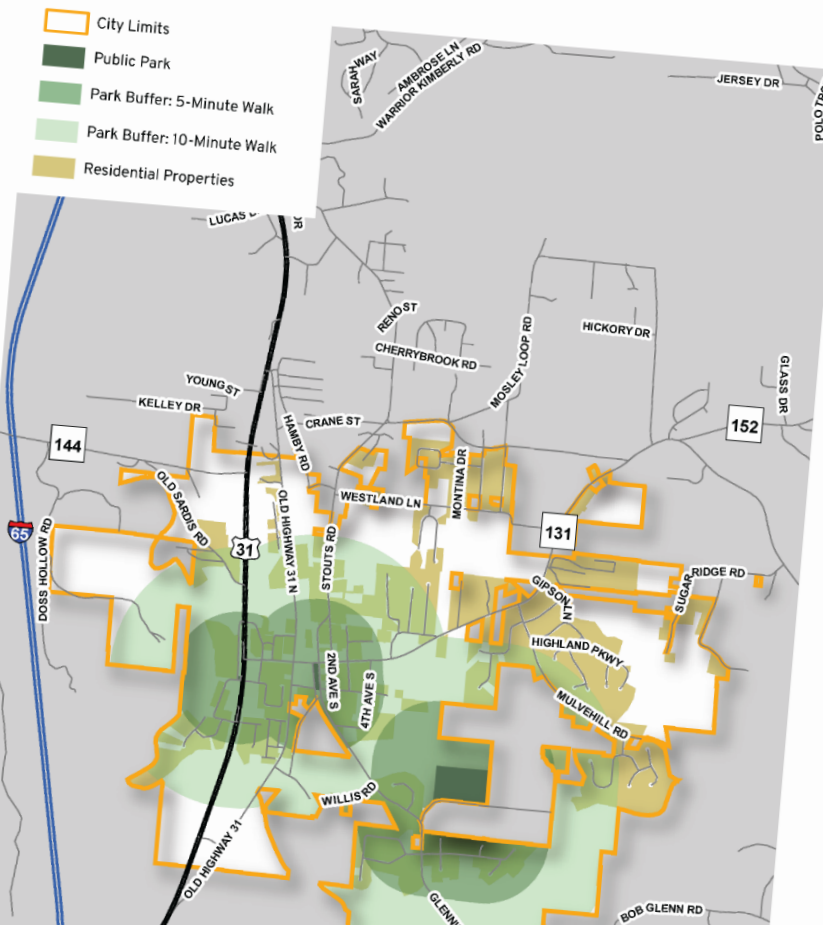 City Limits
Public Park
Park Buffer: 5-Minute Walk
Park Buffer: 10-Minute Walk
Residential Properties
SARAH WAY
AMBROSE LN
WARRIOR KIMBERLY RD
JERSEY DR
LUCAS
RENO ST
HICKORY DR
CHERRYBROOK RD
MOSLEY LOOP RD
GLASS DR
YOUNG ST
KELLEY DR
CRANE ST
HAMBY RD
152
144
MONTINA DR
OLD SARDIS RD
WESTLAND LN
OLD HIGHWAY 31 N
STOUTS RD
131
65
31
DOSS HOLLOW RD
GIPSON LN
SUGAR RIDGE RD
HIGHLAND PKWY
2ND AVE S
4TH AVE S
MULVEHILL RD
WILLIS RD
OLD HIGHWAY 31
BOB GLENN RD